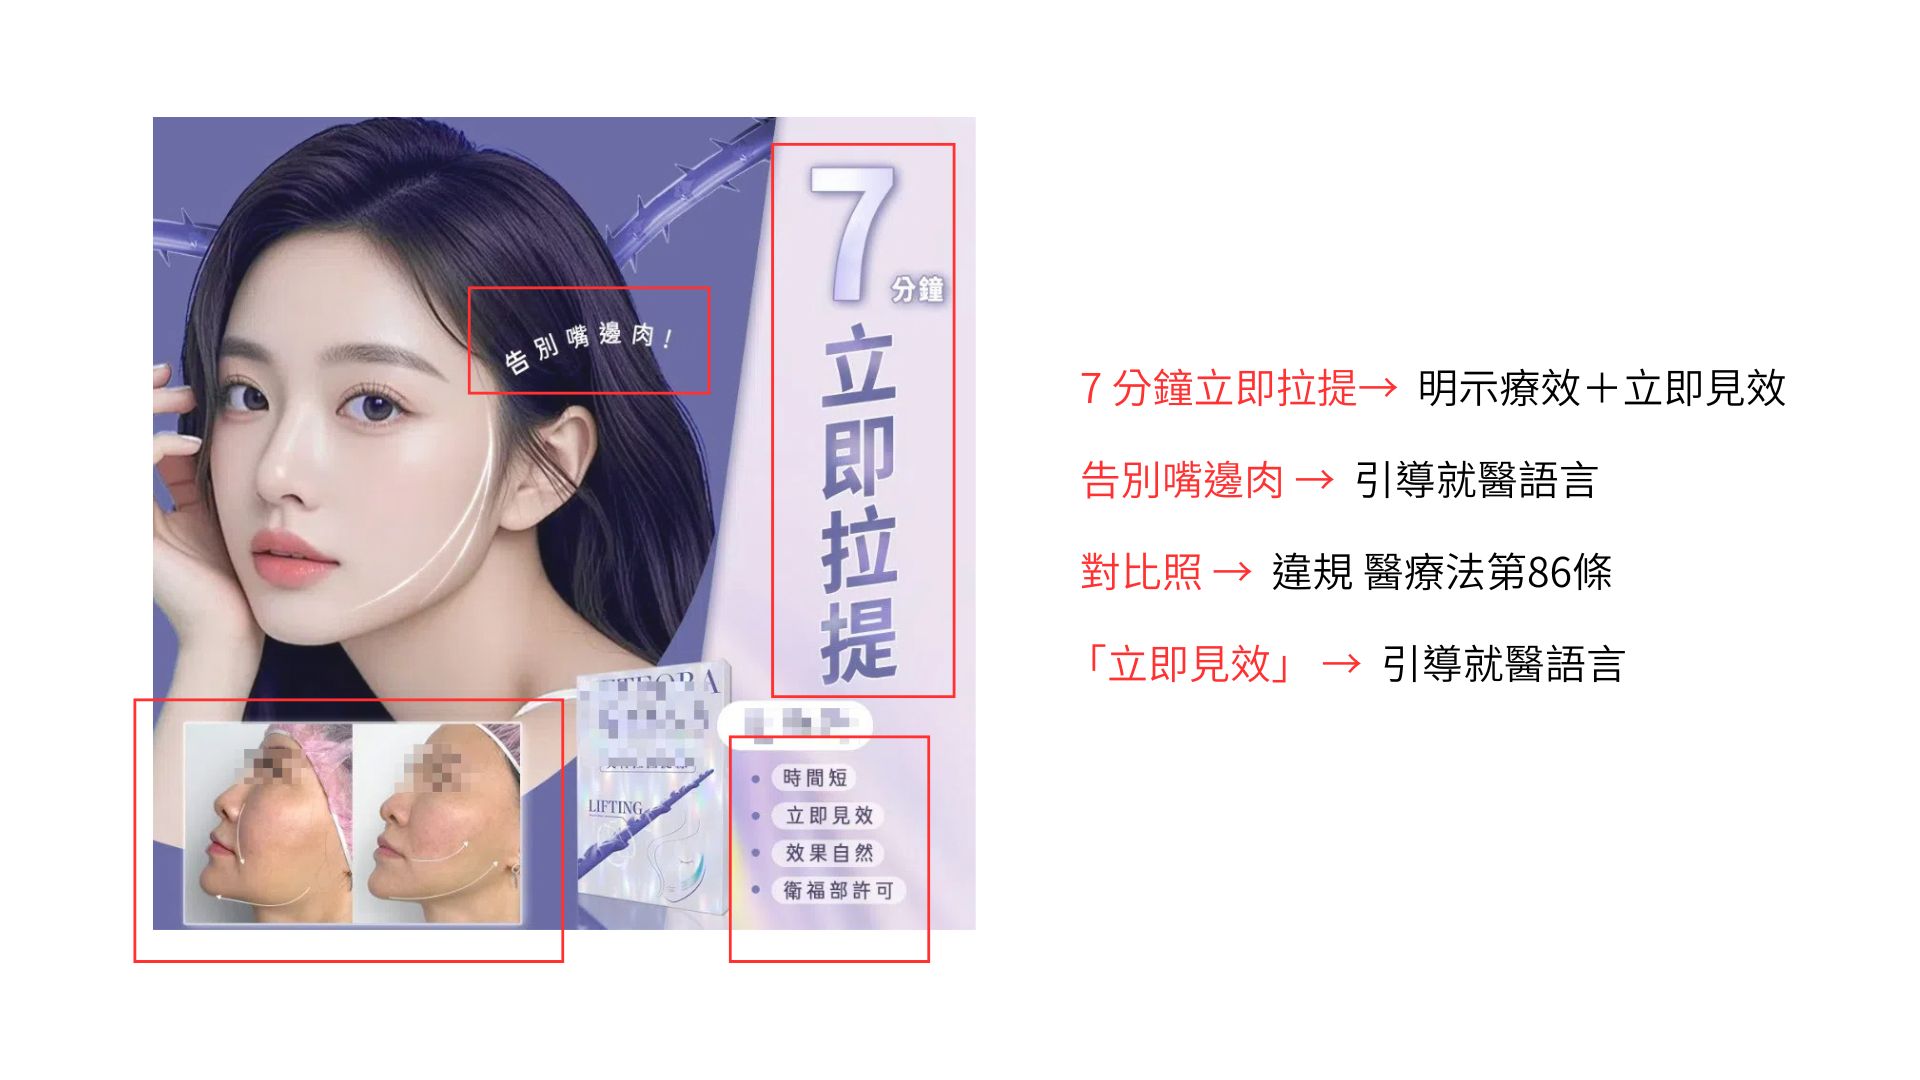 7
分鐘
立即拉提
告別嘴邊肉!
LIFTING
時間短
立即見效
效果自然
衛福部許可
7 分鐘立即拉提→ 明示療效＋立即見效
告別嘴邊肉 → 引導就醫語言
對比照 → 違規 醫療法第86條
「立即見效」 → 引導就醫語言